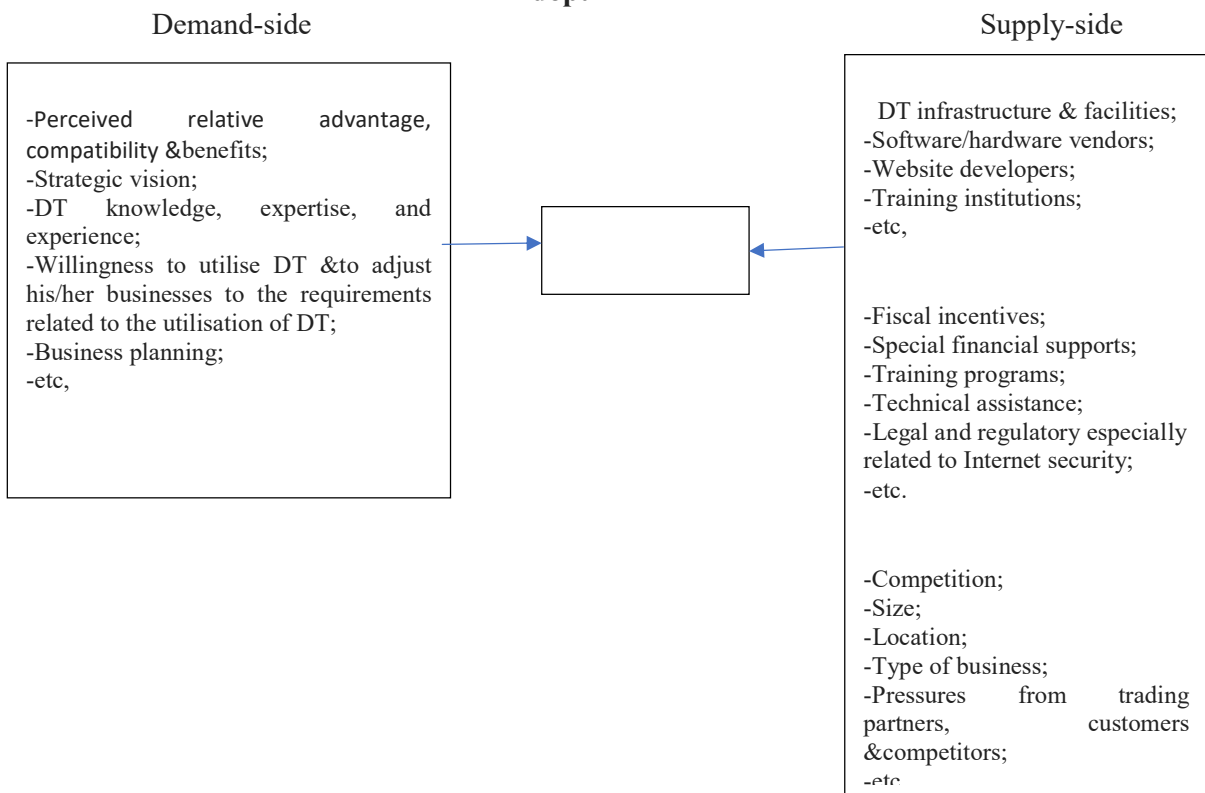 Demand-side
Supply-side
-Perceived relative advantage,
compatibility &benefits;
-Strategic vision;
-DT knowledge, expertise, and
experience;
-Willingness to utilise DT &to adjust
his/her businesses to the requirements
related to the utilisation of DT;
-Business planning;
-etc,
DT infrastructure & facilities;
-Software/hardware vendors;
-Website developers;
-Training institutions;
-etc,
-Fiscal incentives;
-Special financial supports;
-Training programs;
-Technical assistance;
-Legal and regulatory especially
related to Internet security;
-etc.
-Competition;
-Size;
-Location;
-Type of business;
-Pressures from trading
partners, customers
&competitors;
-etc